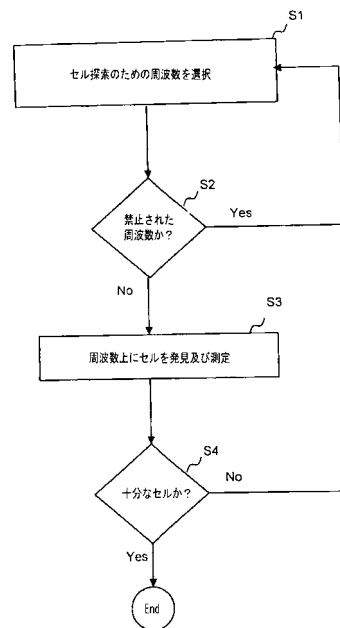 S1
セル探索のための周波数を選択
S2
禁止された
周波数か？
Yes
No
S3
周波数上にセルを発見及び測定
S4
十分なセルか？
No
Yes
End